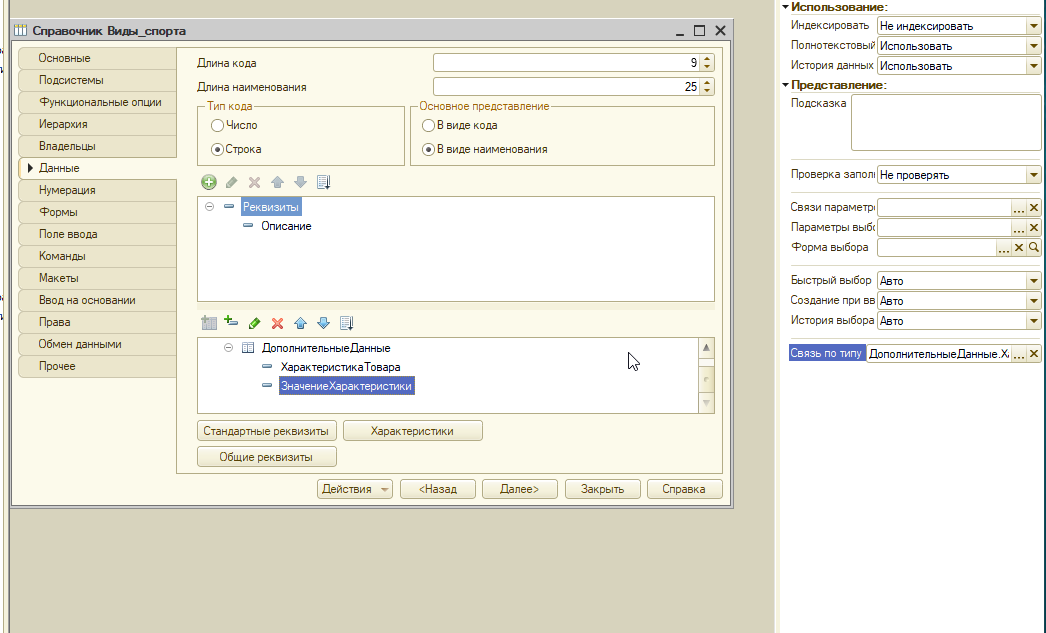 Справочник Виды_спорта
Основные
Подсистемы
Функциональные опции
Иерархия
Владельцы
Данные
Нумерация
Формы
Поле ввода
Команды
Макеты
Ввод на основании
Права
Обмен данными
Прочее
Длина кода 9
Длина наименования 25
Тип кода
Число
Строка
Основное представление
В виде кода
В виде наименования
Реквизиты
Описание
ДополнительныеДанные
ХарактеристикаТовара
ЗначениеХарактеристики
Стандартные реквизиты Характеристики
Общие реквизиты
Действия <Назад Далее> Закрыть Справка
Использование:
Индексировать Не индексировать
Полнотекстовый Использовать
История данных Использовать
Представление:
Подсказка
Проверка запол Не проверять
Связи параметр ...
Параметры выбо ...
Форма выбора ...
Быстрый выбор Авто
Создание при вв Авто
История выбора Авто
Связь по типу ДополнительныеДанные.Ха ...